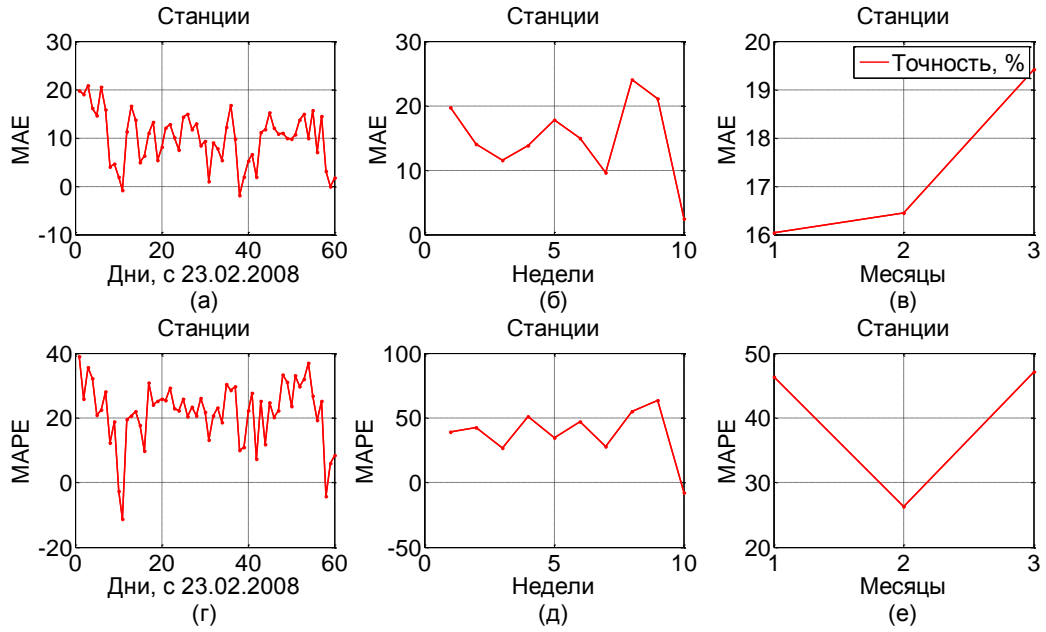 Станции
MAE
30
20
10
0
-10
0 20 40 60
Дни, с 23.02.2008
(а)
Станции
MAE
30
20
10
0
0 5 10
Недели
(б)
Станции
MAE
20
19
18
17
16
1 2 3
Точность, %
Месяцы
(в)
Станции
MAPE
40
20
0
-20
0 20 40 60
Дни, с 23.02.2008
(г)
Станции
MAPE
100
50
0
-50
0 5 10
Недели
(д)
Станции
MAPE
50
40
30
20
1 2 3
Месяцы
(е)